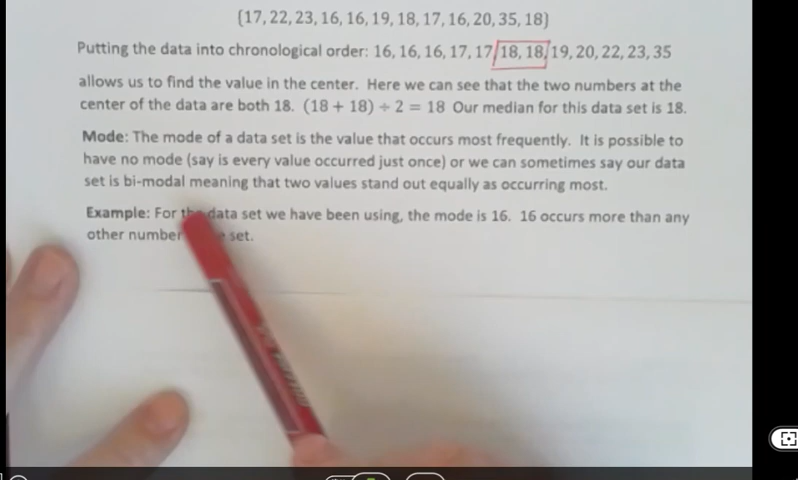 {17, 22, 23, 16, 16, 19, 18, 17, 16, 20, 35, 18}
Putting the data into chronological order: 16, 16, 16, 17, 17, 18, 18, 19, 20, 22, 23, 35
allows us to find the value in the center. Here we can see that the two numbers at the
center of the data are both 18. (18 + 18) ÷ 2 = 18 Our median for this data set is 18.
Mode: The mode of a data set is the value that occurs most frequently. It is possible to
have no mode (say is every value occurred just once) or we can sometimes say our data
set is bi-modal meaning that two values stand out equally as occurring most.
Example: For the data set we have been using, the mode is 16. 16 occurs more than any
other number set.